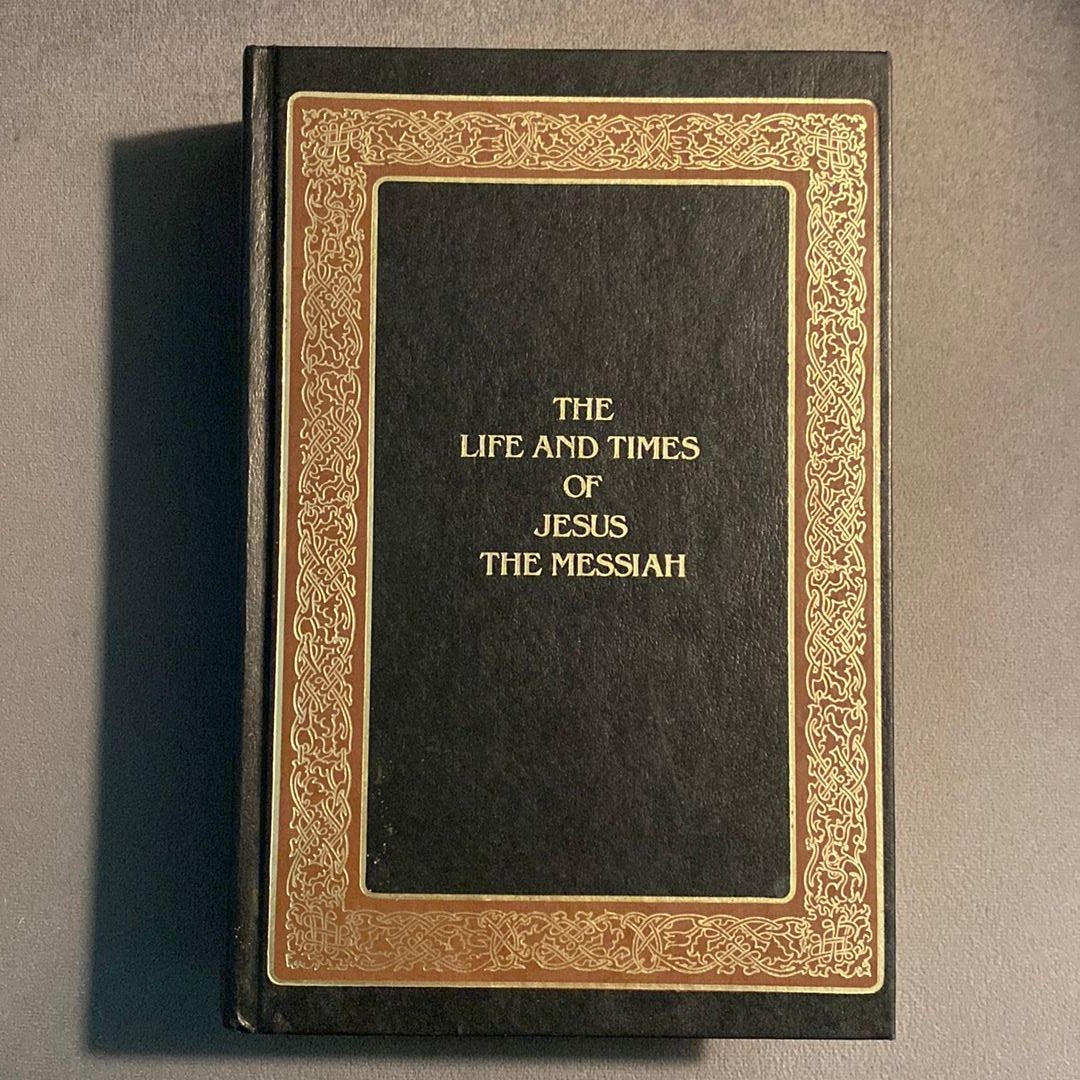 THE
LIFE AND TIMES
OF
JESUS
THE MESSIAH